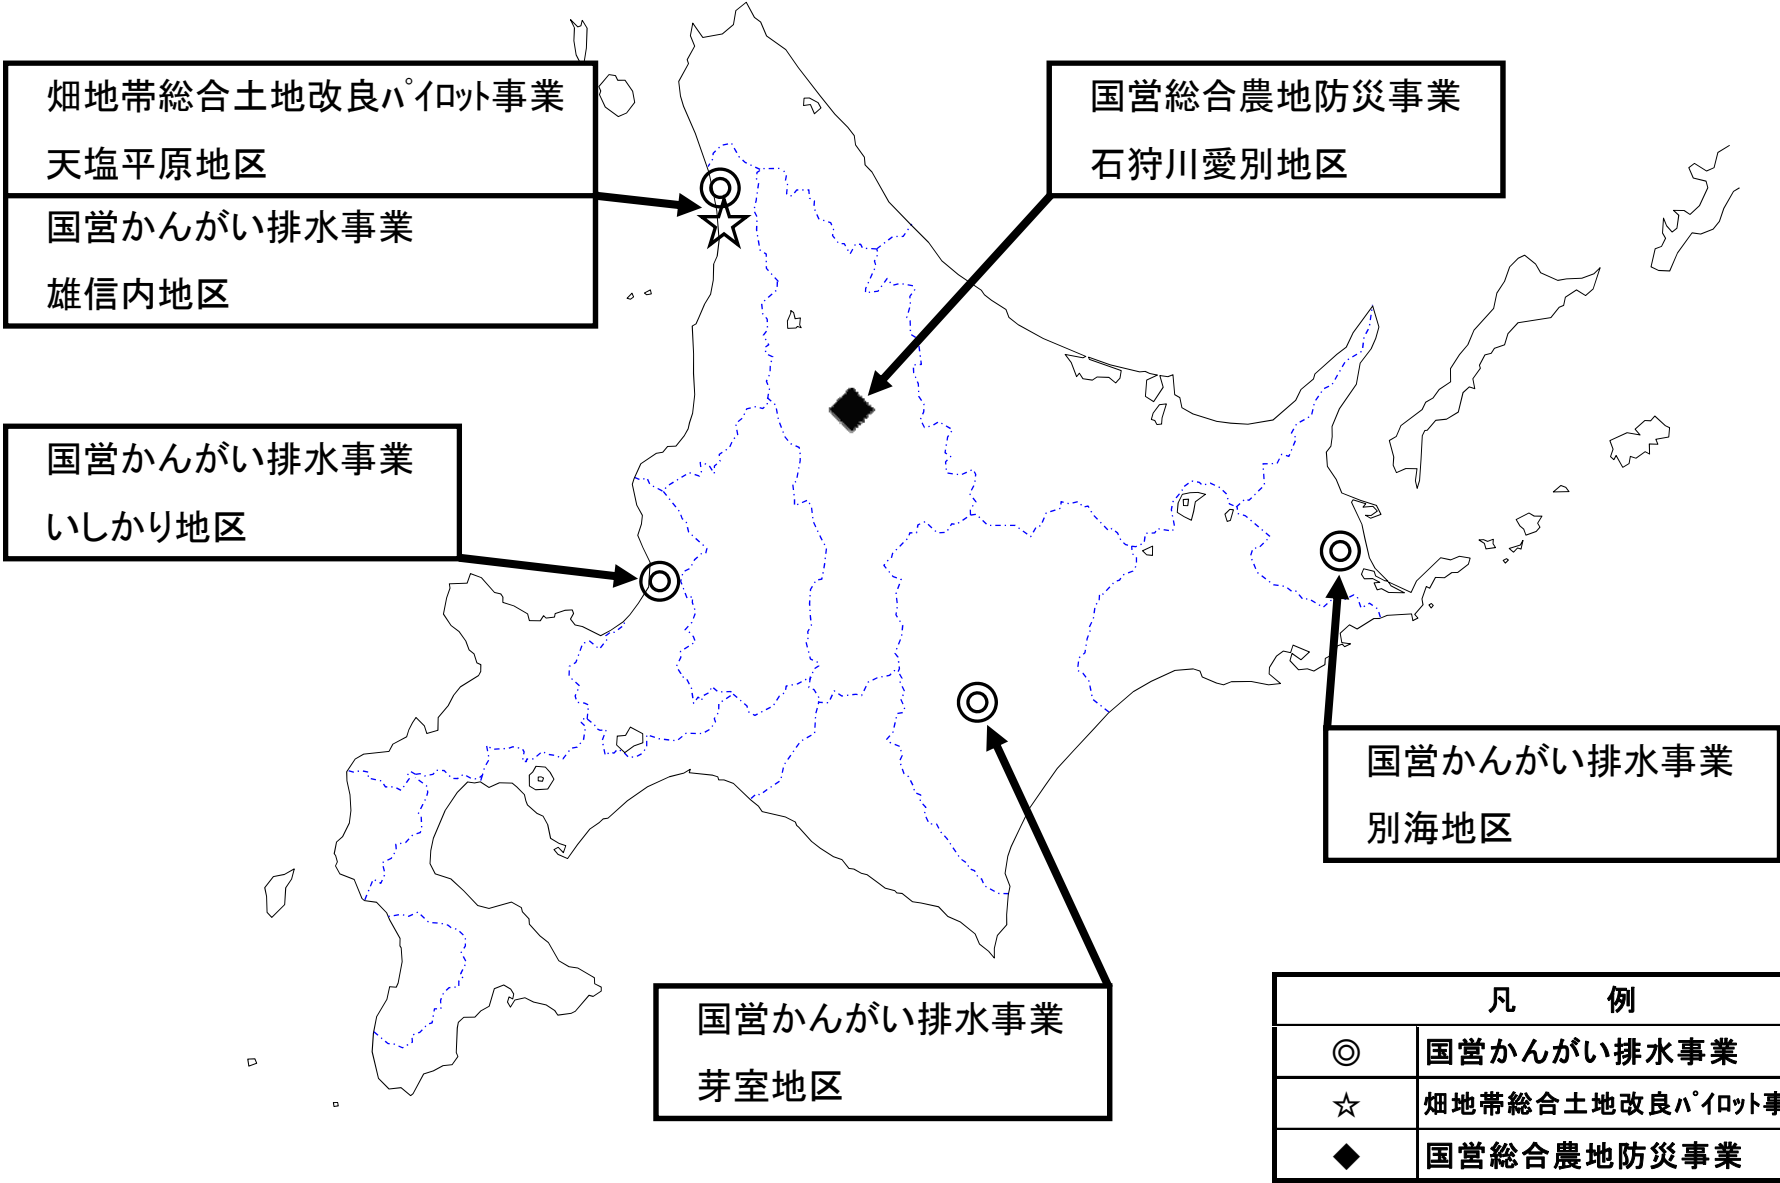 畑地帯総合土地改良ﾊﾟｲﾛｯﾄ事業
天塩平原地区
国営かんがい排水事業
雄信内地区
国営総合農地防災事業
石狩川愛別地区
国営かんがい排水事業
いしかり地区
国営かんがい排水事業
別海地区
国営かんがい排水事業
芽室地区
凡 例
◎ 国営かんがい排水事業
☆ 畑地帯総合土地改良ﾊﾟｲﾛｯﾄ事
◆ 国営総合農地防災事業